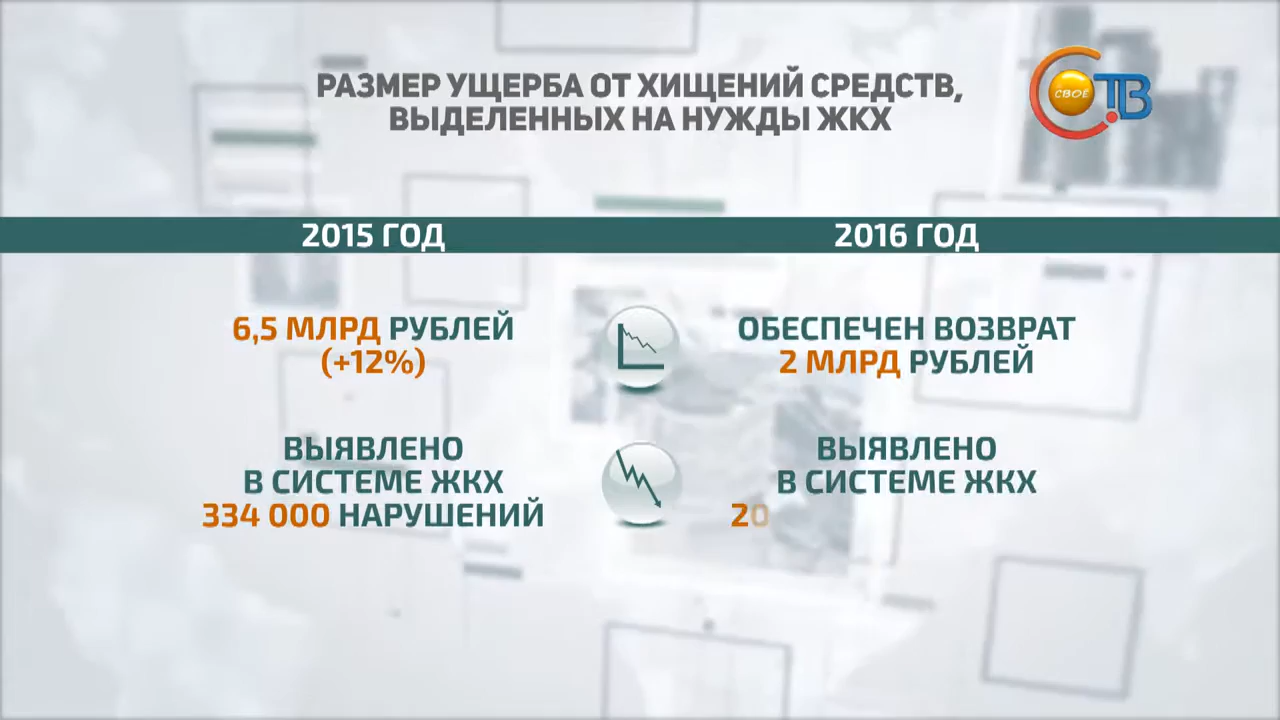 РАЗМЕР УЩЕРБА ОТ ХИЩЕНИЙ СРЕДСТВ,
ВЫДЕЛЕННЫХ НА НУЖДЫ ЖКХ
СВОЁ
ТВ
2015 ГОД
2016 ГОД
6,5 МЛРД РУБЛЕЙ
(+12%)
ОБЕСПЕЧЕН ВОЗВРАТ
2 МЛРД РУБЛЕЙ
ВЫЯВЛЕНО
В СИСТЕМЕ ЖКХ
334 000 НАРУШЕНИЙ
ВЫЯВЛЕНО
В СИСТЕМЕ ЖКХ
20